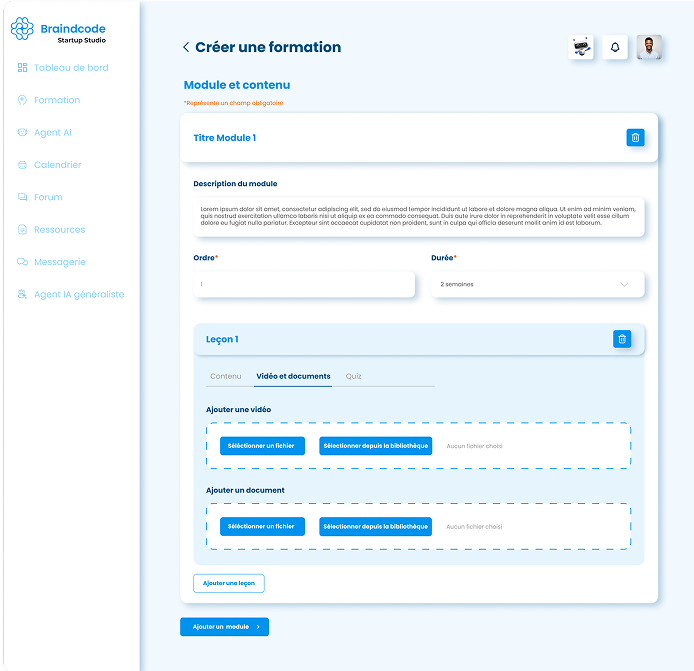 Braindcode
Startup Studio
Tableau de bord
Formation
Agent Ai
Calendrier
Forum
Ressources
Messagerie
Agent IA généraliste
Créer une formation
Module et contenu
*Représente un champ obligatoire
Titre Module 1
Description du module
Lorem ipsum dolor sit amet, consectetur adipiscing elit, sed do eiusmod tempor incididunt ut labore et dolore magna aliqua. Ut enim ad minim veniam,
quis nostrud exercitation ullamco laboris nisi ut aliquip ex ea commodo consequat. Duis aute irure dolor in reprehenderit in voluptate velit esse cillum
dolore eu fugiat nulla pariatur. Excepteur sint occaecat cupidatat non proident, sunt in culpa qui officia deserunt mollit anim id est laborum.
Ordre*
Durée*
1
2 semaines
Leçon 1
Contenu
Vidéo et documents
Quiz
Ajouter une vidéo
Séléctionner un fichier
Sélectionner depuis la bibliothèque
Aucun fichier choisi
Ajouter un document
Séléctionner un fichier
Sélectionner depuis la bibliothèque
Aucun fichier choisi
Ajouter une leçon
Ajouter un module